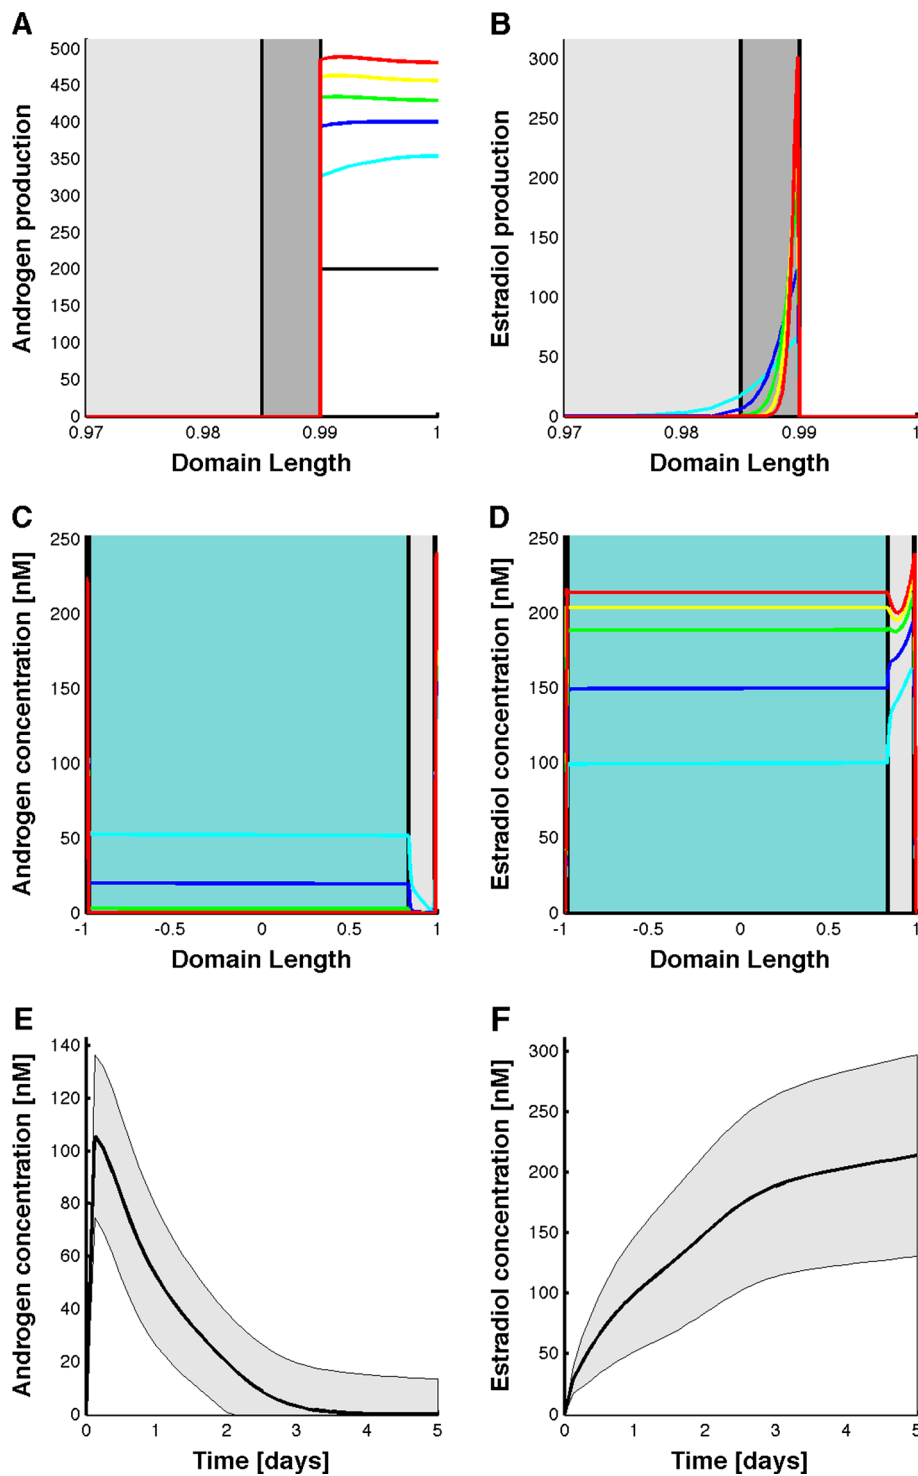 A
Androgen production
500
450
400
350
300
250
200
150
100
50
0
0.97 0.98 0.99 1
Domain Length
B
Estradiol production
300
250
200
150
100
50
0
0.97 0.98 0.99 1
Domain Length
C
Androgen concentration [nM]
250
200
150
100
50
0
-1 -0.5 0 0.5 1
Domain Length
D
Estradiol concentration [nM]
250
200
150
100
50
0
-1 -0.5 0 0.5 1
Domain Length
E
Androgen concentration [nM]
140
120
100
80
60
40
20
0
0 1 2 3 4 5
Time [days]
F
Estradiol concentration [nM]
300
250
200
150
100
50
0
0 1 2 3 4 5
Time [days]